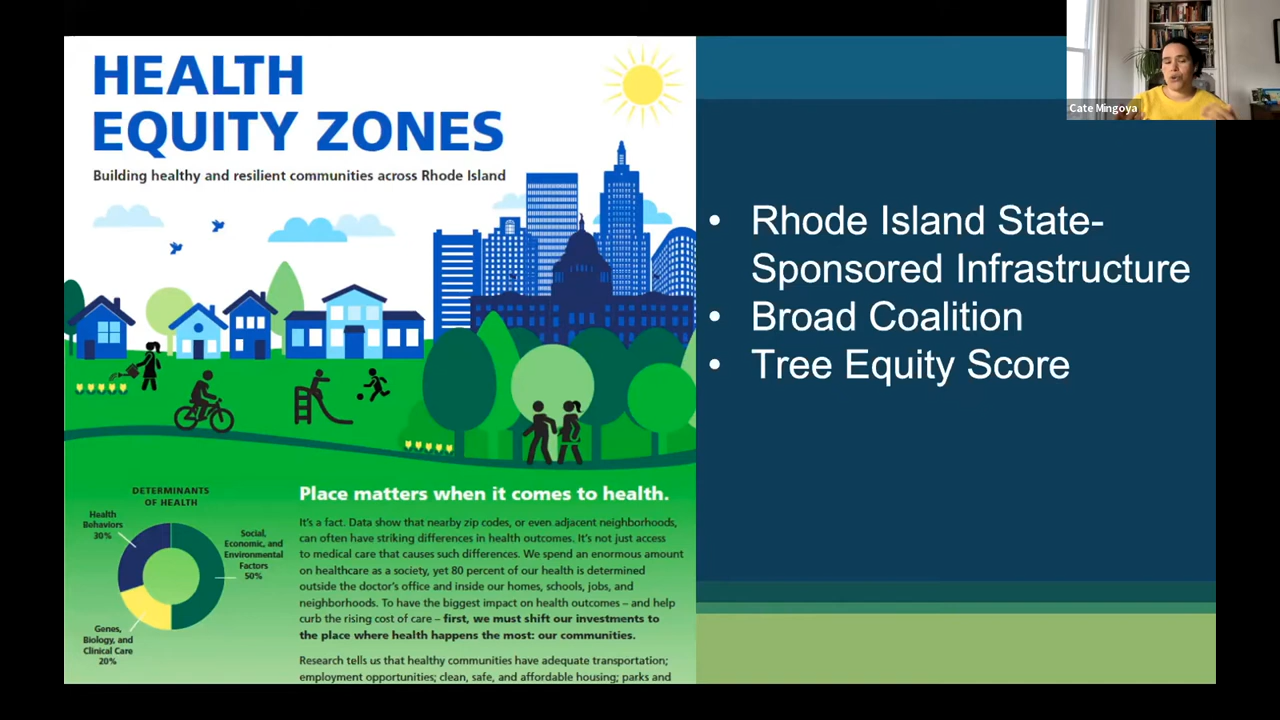 HEALTH
EQUITY ZONES
Building healthy and resilient communities across Rhode Island
DETERMINANTS
OF HEALTH
Health
Behaviors
30%
Social,
Economic, and
Environmental
Factors
50%
Genes,
Biology, and
Clinical Care
20%
Place matters when it comes to health.
It's a fact. Data show that nearby zip codes, or even adjacent neighborhoods,
can often have striking differences in health outcomes. It's not just access
to medical care that causes such differences. We spend an enormous amount
on healthcare as a society, yet 80 percent of our health is determined
outside the doctor's office and inside our homes, schools, jobs, and
neighborhoods. To have the biggest impact on health outcomes – and help
curb the rising cost of care – first, we must shift our investments to
the place where health happens the most: our communities.
Research tells us that healthy communities have adequate transportation;
employment opportunities; clean, safe, and affordable housing; parks and
• Rhode Island State-
Sponsored Infrastructure
• Broad Coalition
• Tree Equity Score
Cate Mingoya